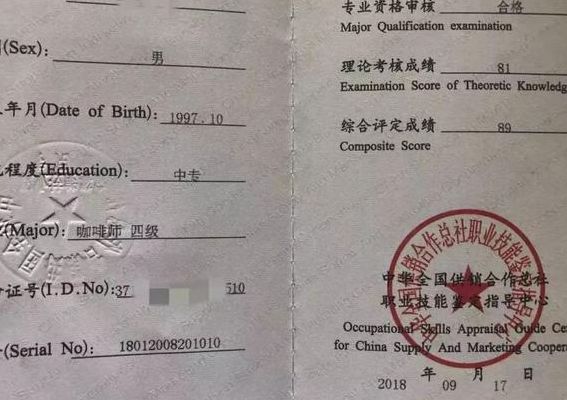 (Sex): 男
年月(Date of Birth): 1997.10
程度(Education): 中专
(Major): 咖啡师 四级
证号(I.D.No): 37 510
(Serial No): 18012008201010
专业资格审核 合格
Major Qualification examination
理论考核成绩 81
Examination Score of Theoretic Knowled
综合评定成绩 89
Composite Score
中华全国供销合作总社
职业技能鉴定指导中心
Occupational Skills Appraisal Guide Ce
for China Supply And Marketing Cooper
2018 年 09 月 17 日